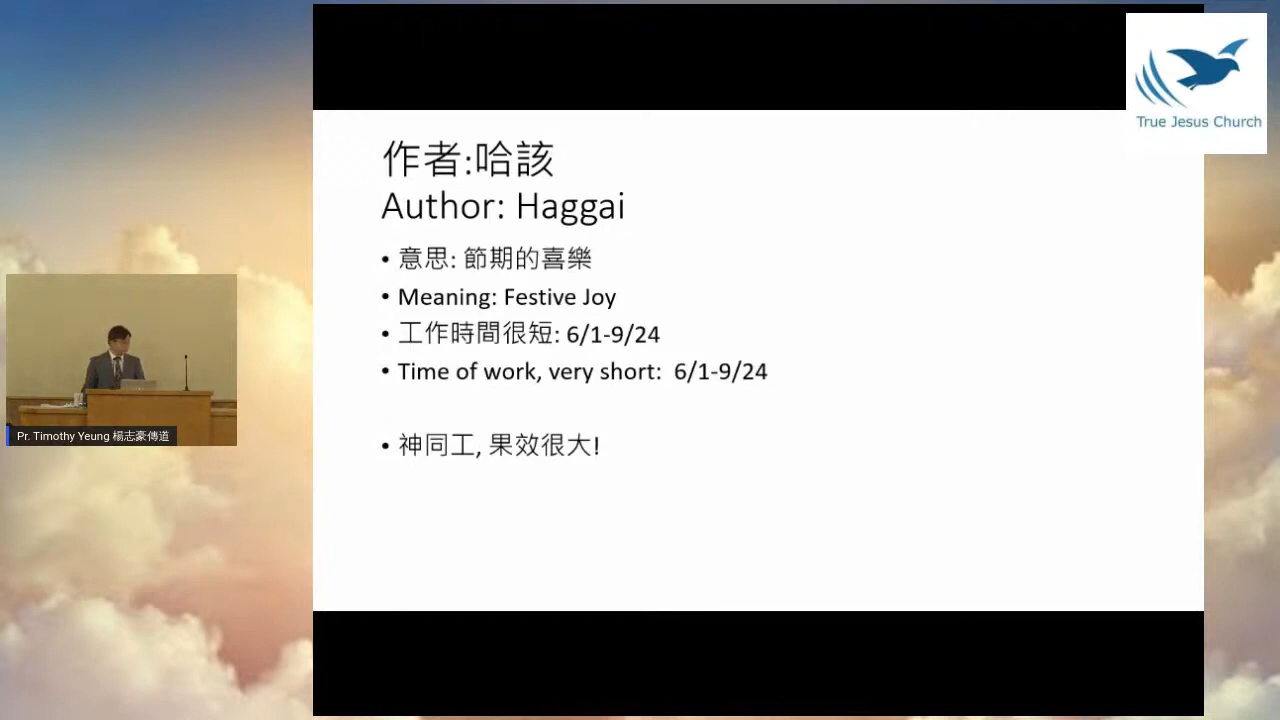 True Jesus Church
作者:哈該
Author: Haggai
• 意思: 節期的喜樂
• Meaning: Festive Joy
• 工作時間很短: 6/1-9/24
• Time of work, very short:  6/1-9/24
• 神同工, 果效很大!
Pr. Timothy Yeung 楊志豪傳道